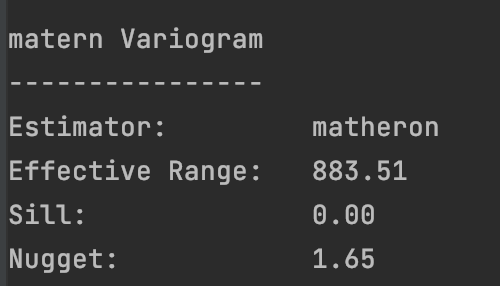 matern Variogram
----------------
Estimator: matheron
Effective Range: 883.51
Sill: 0.00
Nugget: 1.65